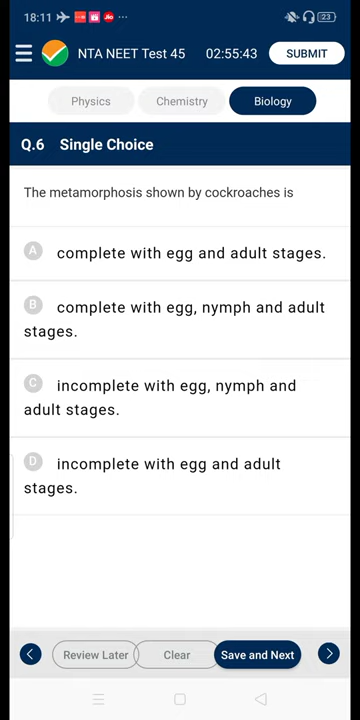 18:11 Jio ... 23
NTA NEET Test 45 02:55:43 SUBMIT
Physics Chemistry Biology
Q.6 Single Choice
The metamorphosis shown by cockroaches is
A complete with egg and adult stages.
B complete with egg, nymph and adult
stages.
C incomplete with egg, nymph and
adult stages.
D incomplete with egg and adult
stages.
Review Later Clear Save and Next